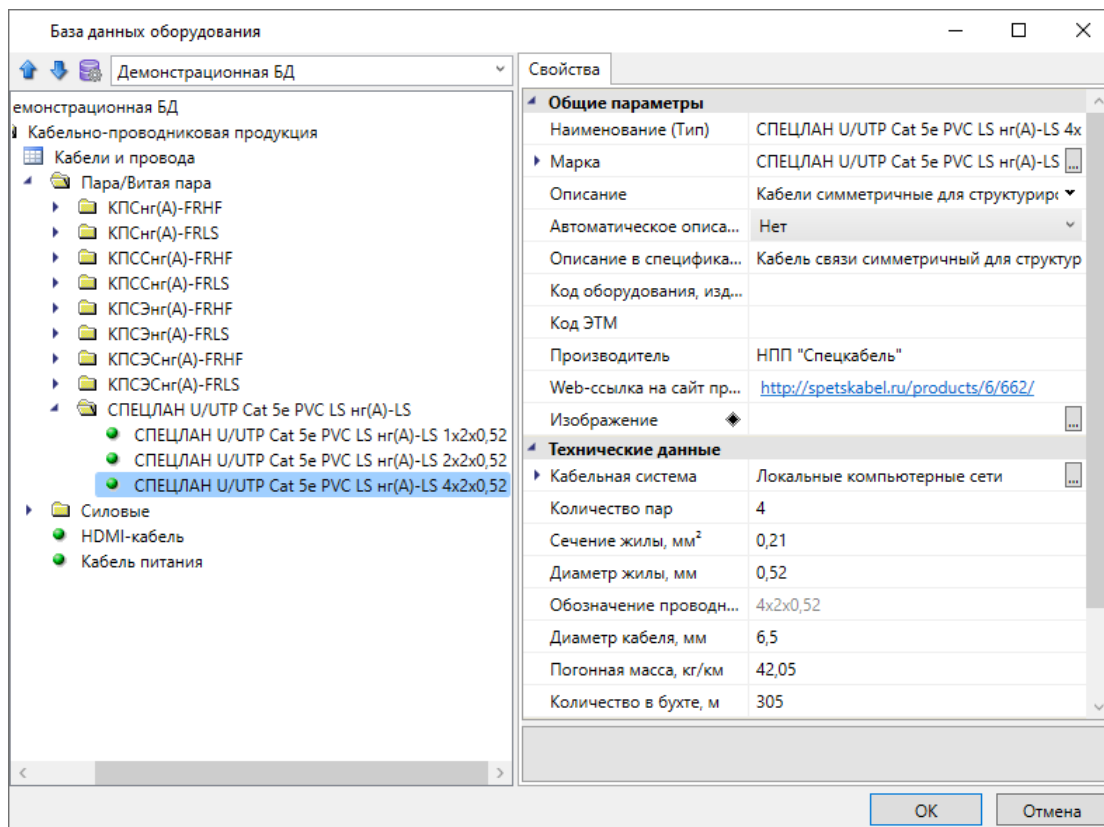 База данных оборудования
Демонстрационная БД
емонстрационная БД
Кабельно-проводниковая продукция
Кабели и провода
Пара/Витая пара
КПСнг(А)-FRHF
КПСнг(А)-FRLS
КПССнг(А)-FRHF
КПССнг(А)-FRLS
КПСЭнг(А)-FRHF
КПСЭнг(А)-FRLS
КПСЭСнг(А)-FRHF
КПСЭСнг(А)-FRLS
СПЕЦЛАН U/UTP Cat 5e PVC LS нг(А)-LS
СПЕЦЛАН U/UTP Cat 5e PVC LS нг(А)-LS 1x2x0,52
СПЕЦЛАН U/UTP Cat 5e PVC LS нг(А)-LS 2x2x0,52
СПЕЦЛАН U/UTP Cat 5e PVC LS нг(А)-LS 4x2x0,52
Силовые
HDMI-кабель
Кабель питания
Свойства
Общие параметры
Наименование (Тип) СПЕЦЛАН U/UTP Cat 5e PVC LS нг(А)-LS 4x
Марка СПЕЦЛАН U/UTP Cat 5e PVC LS нг(А)-LS ...
Описание Кабели симметричные для структурирс
Автоматическое описа... Нет
Описание в специфика... Кабель связи симметричный для структур
Код оборудования, изд...
Код ЭТМ
Производитель НПП "Спецкабель"
Web-ссылка на сайт пр... http://spetskabel.ru/products/6/662/
Изображение ...
Технические данные
Кабельная система Локальные компьютерные сети ...
Количество пар 4
Сечение жилы, мм² 0,21
Диаметр жилы, мм 0,52
Обозначение проводн... 4x2x0,52
Диаметр кабеля, мм 6,5
Погонная масса, кг/км 42,05
Количество в бухте, м 305
ОК Отмена